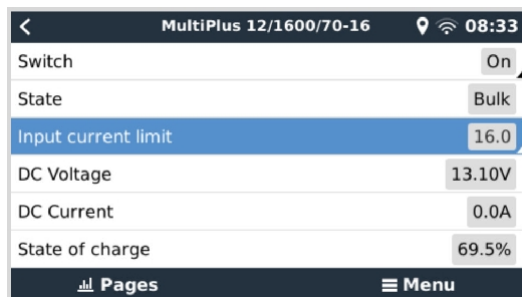 MultiPlus 12/1600/70-16 08:33
Switch On
State Bulk
Input current limit 16.0
DC Voltage 13.10V
DC Current 0.0A
State of charge 69.5%
Pages Menu